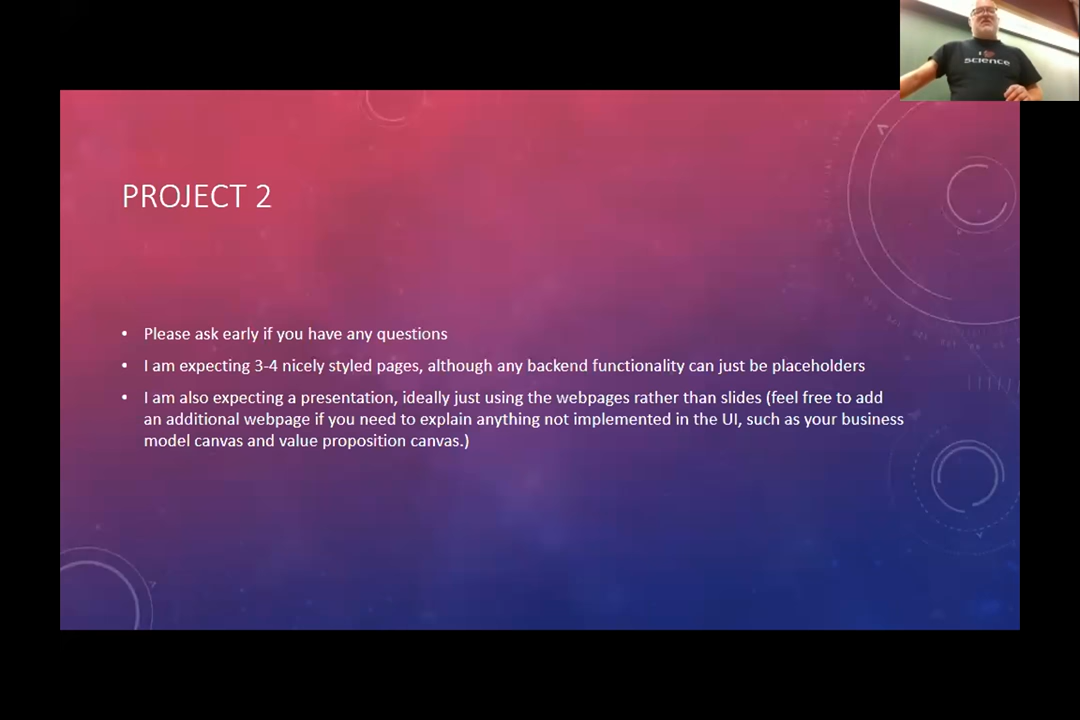 I
science
PROJECT 2
• Please ask early if you have any questions
• I am expecting 3-4 nicely styled pages, although any backend functionality can just be placeholders
• I am also expecting a presentation, ideally just using the webpages rather than slides (feel free to add
an additional webpage if you need to explain anything not implemented in the UI, such as your business
model canvas and value proposition canvas.)